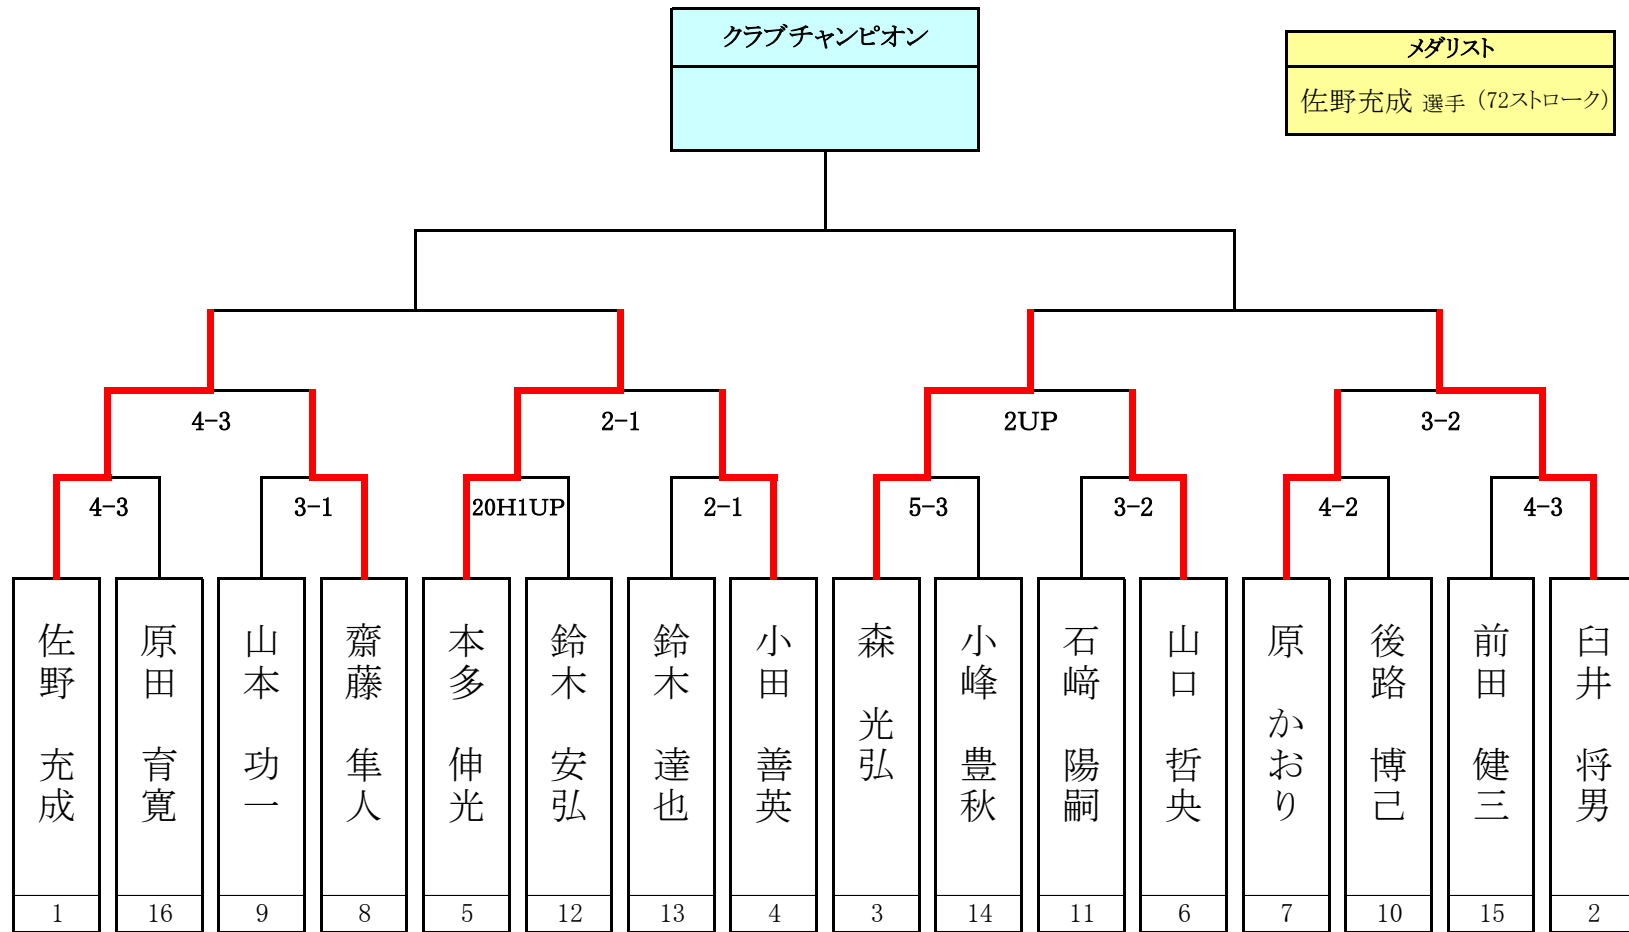 クラブチャンピオン
メダリスト
佐野充成 選手 (72ストローク)
4-3
2-1
2UP
3-2
4-3
3-1
20H1UP
2-1
5-3
3-2
4-2
4-3
佐野 充成
原田 育寛
山本 功一
齋藤 隼人
本多 伸光
鈴木 安弘
鈴木 達也
小田 善英
森 光弘
小峰 豊秋
石﨑 陽嗣
山口 哲央
原 かおり
後路 博己
前田 健三
臼井 将男
1
16
9
8
5
12
13
4
3
14
11
6
7
10
15
2